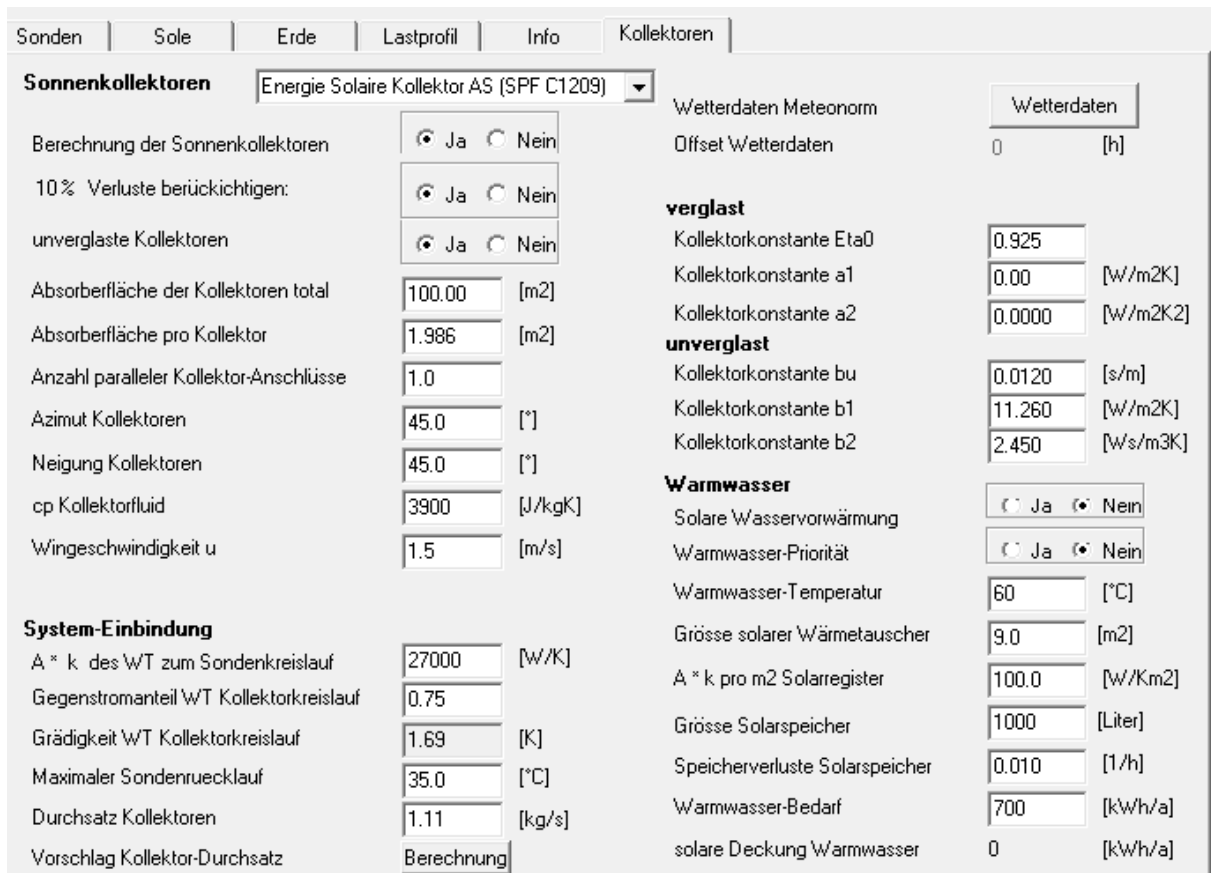 Sonden Sole Erde Lastprofil Info Kollektoren
Sonnenkollektoren Energie Solaire Kollektor AS (SPF C1209)
Berechnung der Sonnenkollektoren Ja Nein
10% Verluste berückichtigen: Ja Nein
unverglaste Kollektoren Ja Nein
Absorberfläche der Kollektoren total 100.00 [m2]
Absorberfläche pro Kollektor 1.986 [m2]
Anzahl paralleler Kollektor-Anschlüsse 1.0
Azimut Kollektoren 45.0 [°]
Neigung Kollektoren 45.0 [°]
cp Kollektorfluid 3900 [J/kgK]
Wingeschwindigkeit u 1.5 [m/s]
System-Einbindung
A * k des WT zum Sondenkreislauf 27000 [W/K]
Gegenstromanteil WT Kollektorkreislauf 0.75
Grädigkeit WT Kollektorkreislauf 1.69 [K]
Maximaler Sondenruecklauf 35.0 [°C]
Durchsatz Kollektoren 1.11 [kg/s]
Vorschlag Kollektor-Durchsatz Berechnung
Wetterdaten Meteonorm Wetterdaten
Offset Wetterdaten 0 [h]
verglast
Kollektorkonstante Eta0 0.925
Kollektorkonstante a1 0.00 [W/m2K]
Kollektorkonstante a2 0.0000 [W/m2K2]
unverglast
Kollektorkonstante bu 0.0120 [s/m]
Kollektorkonstante b1 11.260 [W/m2K]
Kollektorkonstante b2 2.450 [Ws/m3K]
Warmwasser
Solare Wasservorwärmung Ja Nein
Warmwasser-Priorität Ja Nein
Warmwasser-Temperatur 60 [°C]
Grösse solarer Wärmetauscher 9.0 [m2]
A * k pro m2 Solarregister 100.0 [W/Km2]
Grösse Solarspeicher 1000 [Liter]
Speicherverluste Solarspeicher 0.010 [1/h]
Warmwasser-Bedarf 700 [kWh/a]
solare Deckung Warmwasser 0 [kWh/a]